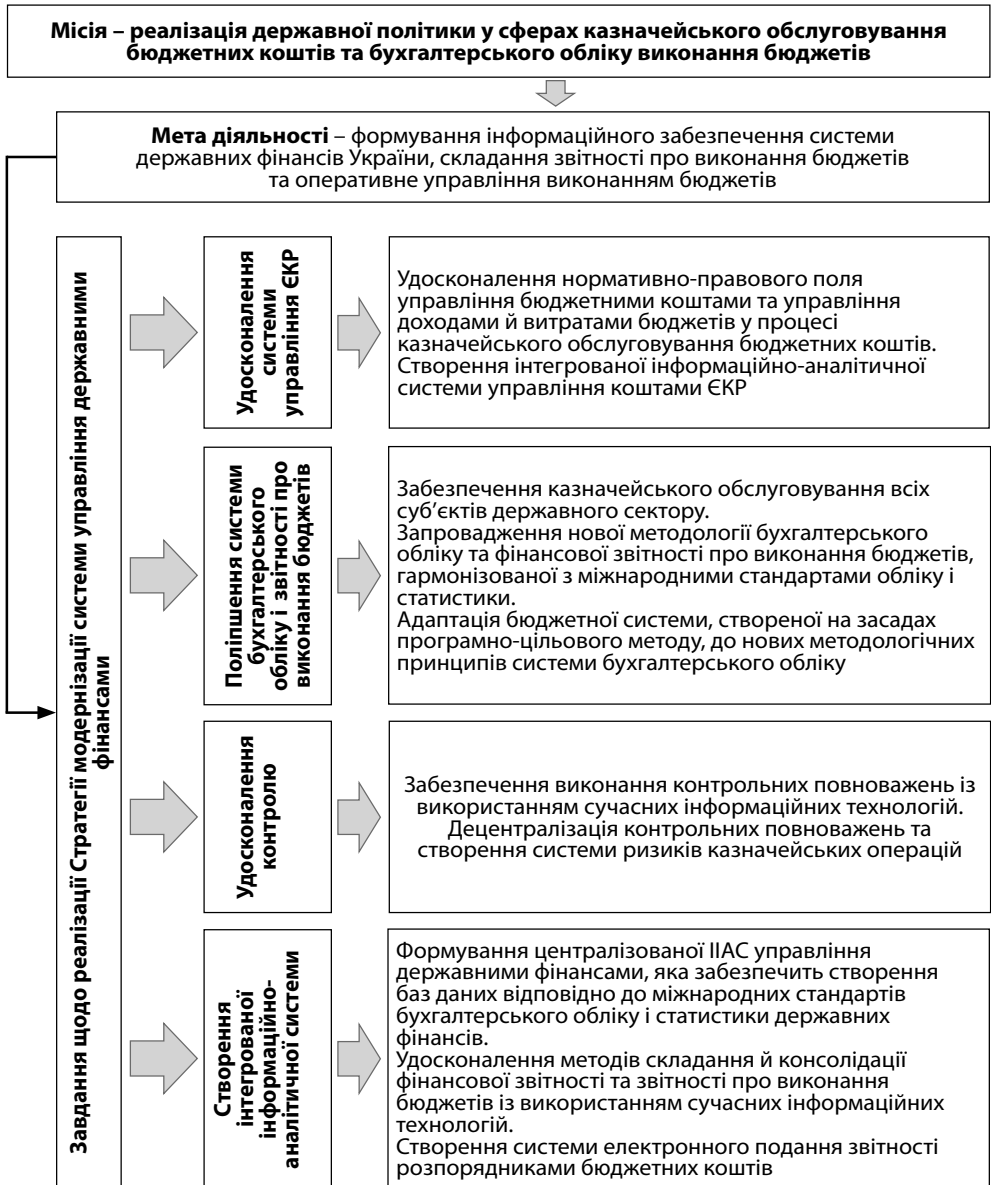 Місія – реалізація державної політики у сферах казначейського обслуговування
бюджетних коштів та бухгалтерського обліку виконання бюджетів
Мета діяльності – формування інформаційного забезпечення системи
державних фінансів України, складання звітності про виконання бюджетів
та оперативне управління виконанням бюджетів
Завдання щодо реалізації Стратегії модернізації системи управління державними
фінансами
Удосконалення
системи
управління ЄКР
Удосконалення нормативно-правового поля
управління бюджетними коштами та управління
доходами й витратами бюджетів у процесі
казначейського обслуговування бюджетних коштів.
Створення інтегрованої інформаційно-аналітичної
системи управління коштами ЄКР
Поліпшення системи
бухгалтерського
обліку і звітності про
виконання бюджетів
Забезпечення казначейського обслуговування всіх
суб’єктів державного сектору.
Запровадження нової методології бухгалтерського
обліку та фінансової звітності про виконання бюджетів,
гармонізованої з міжнародними стандартами обліку і
статистики.
Адаптація бюджетної системи, створеної на засадах
програмно-цільового методу, до нових методологічних
принципів системи бухгалтерського обліку
Удосконалення
контролю
Забезпечення виконання контрольних повноважень із
використанням сучасних інформаційних технологій.
Децентралізація контрольних повноважень та
створення системи ризиків казначейських операцій
Створення
інтегрованої
інформаційно-
аналітичної системи
Формування централізованої ІІАС управління
державними фінансами, яка забезпечить створення
баз даних відповідно до міжнародних стандартів
бухгалтерського обліку і статистики державних
фінансів.
Удосконалення методів складання й консолідації
фінансової звітності та звітності про виконання
бюджетів із використанням сучасних інформаційних
технологій.
Створення системи електронного подання звітності
розпорядниками бюджетних коштів